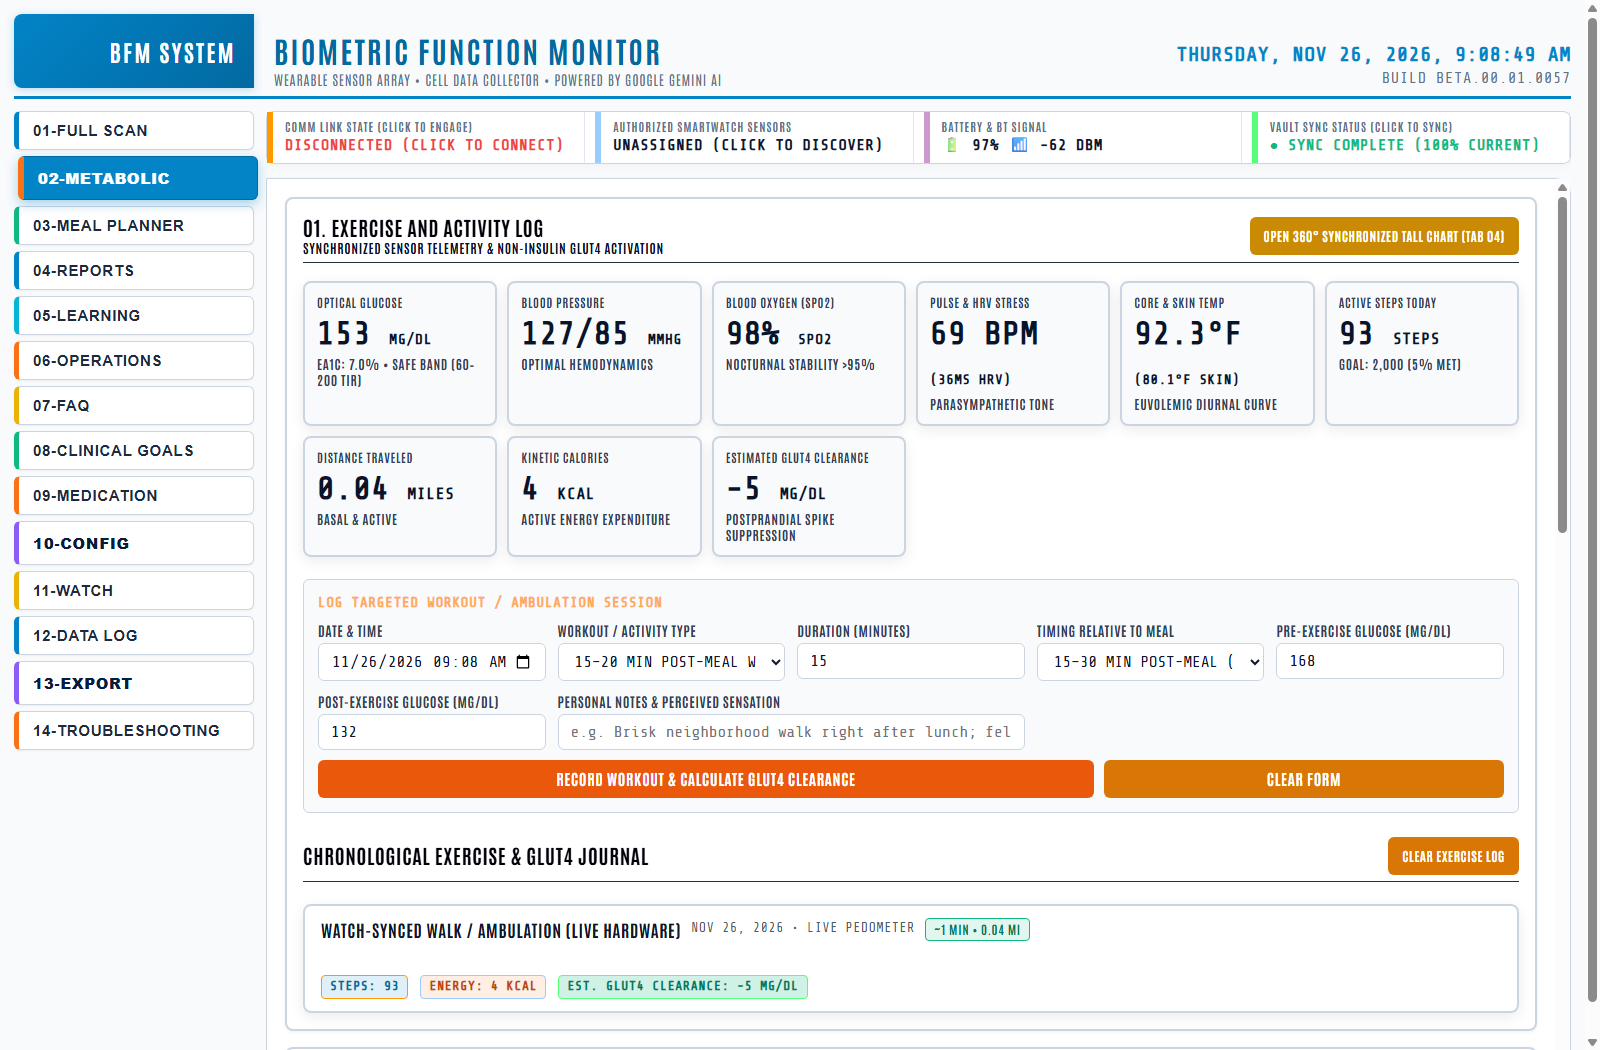 BFM SYSTEM
BIOMETRIC FUNCTION MONITOR
WEARABLE SENSOR ARRAY • CELL DATA COLLECTOR • POWERED BY GOOGLE GEMINI AI
THURSDAY, NOV 26, 2026, 9:08:49 AM
BUILD BETA.00.01.0057
01-FULL SCAN
02-METABOLIC
03-MEAL PLANNER
04-REPORTS
05-LEARNING
06-OPERATIONS
07-FAQ
08-CLINICAL GOALS
09-MEDICATION
10-CONFIG
11-WATCH
12-DATA LOG
13-EXPORT
14-TROUBLESHOOTING
COMM LINK STATE (CLICK TO ENGAGE)
DISCONNECTED (CLICK TO CONNECT)
AUTHORIZED SMARTWATCH SENSORS
UNASSIGNED (CLICK TO DISCOVER)
BATTERY & BT SIGNAL
🔋 97% 📶 -62 DBM
VAULT SYNC STATUS (CLICK TO SYNC)
● SYNC COMPLETE (100% CURRENT)
01. EXERCISE AND ACTIVITY LOG
SYNCHRONIZED SENSOR TELEMETRY & NON-INSULIN GLUT4 ACTIVATION
OPEN 360° SYNCHRONIZED TALL CHART (TAB 04)
OPTICAL GLUCOSE
153 MG/DL
EA1C: 7.0% • SAFE BAND (60-
200 TIR)
BLOOD PRESSURE
127/85 MMHG
OPTIMAL HEMODYNAMICS
BLOOD OXYGEN (SPO2)
98% SPO2
NOCTURNAL STABILITY >95%
PULSE & HRV STRESS
69 BPM
(36MS HRV)
PARASYMPATHETIC TONE
CORE & SKIN TEMP
92.3°F
(80.1°F SKIN)
EUVOLEMIC DIURNAL CURVE
ACTIVE STEPS TODAY
93 STEPS
GOAL: 2,000 (5% MET)
DISTANCE TRAVELED
0.04 MILES
BASAL & ACTIVE
KINETIC CALORIES
4 KCAL
ACTIVE ENERGY EXPENDITURE
ESTIMATED GLUT4 CLEARANCE
-5 MG/DL
POSTPRANDIAL SPIKE
SUPPRESSION
LOG TARGETED WORKOUT / AMBULATION SESSION
DATE & TIME
11/26/2026 09:08 AM
WORKOUT / ACTIVITY TYPE
15-20 MIN POST-MEAL W
DURATION (MINUTES)
15
TIMING RELATIVE TO MEAL
15-30 MIN POST-MEAL (
PRE-EXERCISE GLUCOSE (MG/DL)
168
POST-EXERCISE GLUCOSE (MG/DL)
132
PERSONAL NOTES & PERCEIVED SENSATION
e.g. Brisk neighborhood walk right after lunch; fel
RECORD WORKOUT & CALCULATE GLUT4 CLEARANCE
CLEAR FORM
CHRONOLOGICAL EXERCISE & GLUT4 JOURNAL
CLEAR EXERCISE LOG
WATCH-SYNCED WALK / AMBULATION (LIVE HARDWARE) NOV 26, 2026 • LIVE PEDOMETER ~1 MIN • 0.04 MI
STEPS: 93
ENERGY: 4 KCAL
EST. GLUT4 CLEARANCE: -5 MG/DL